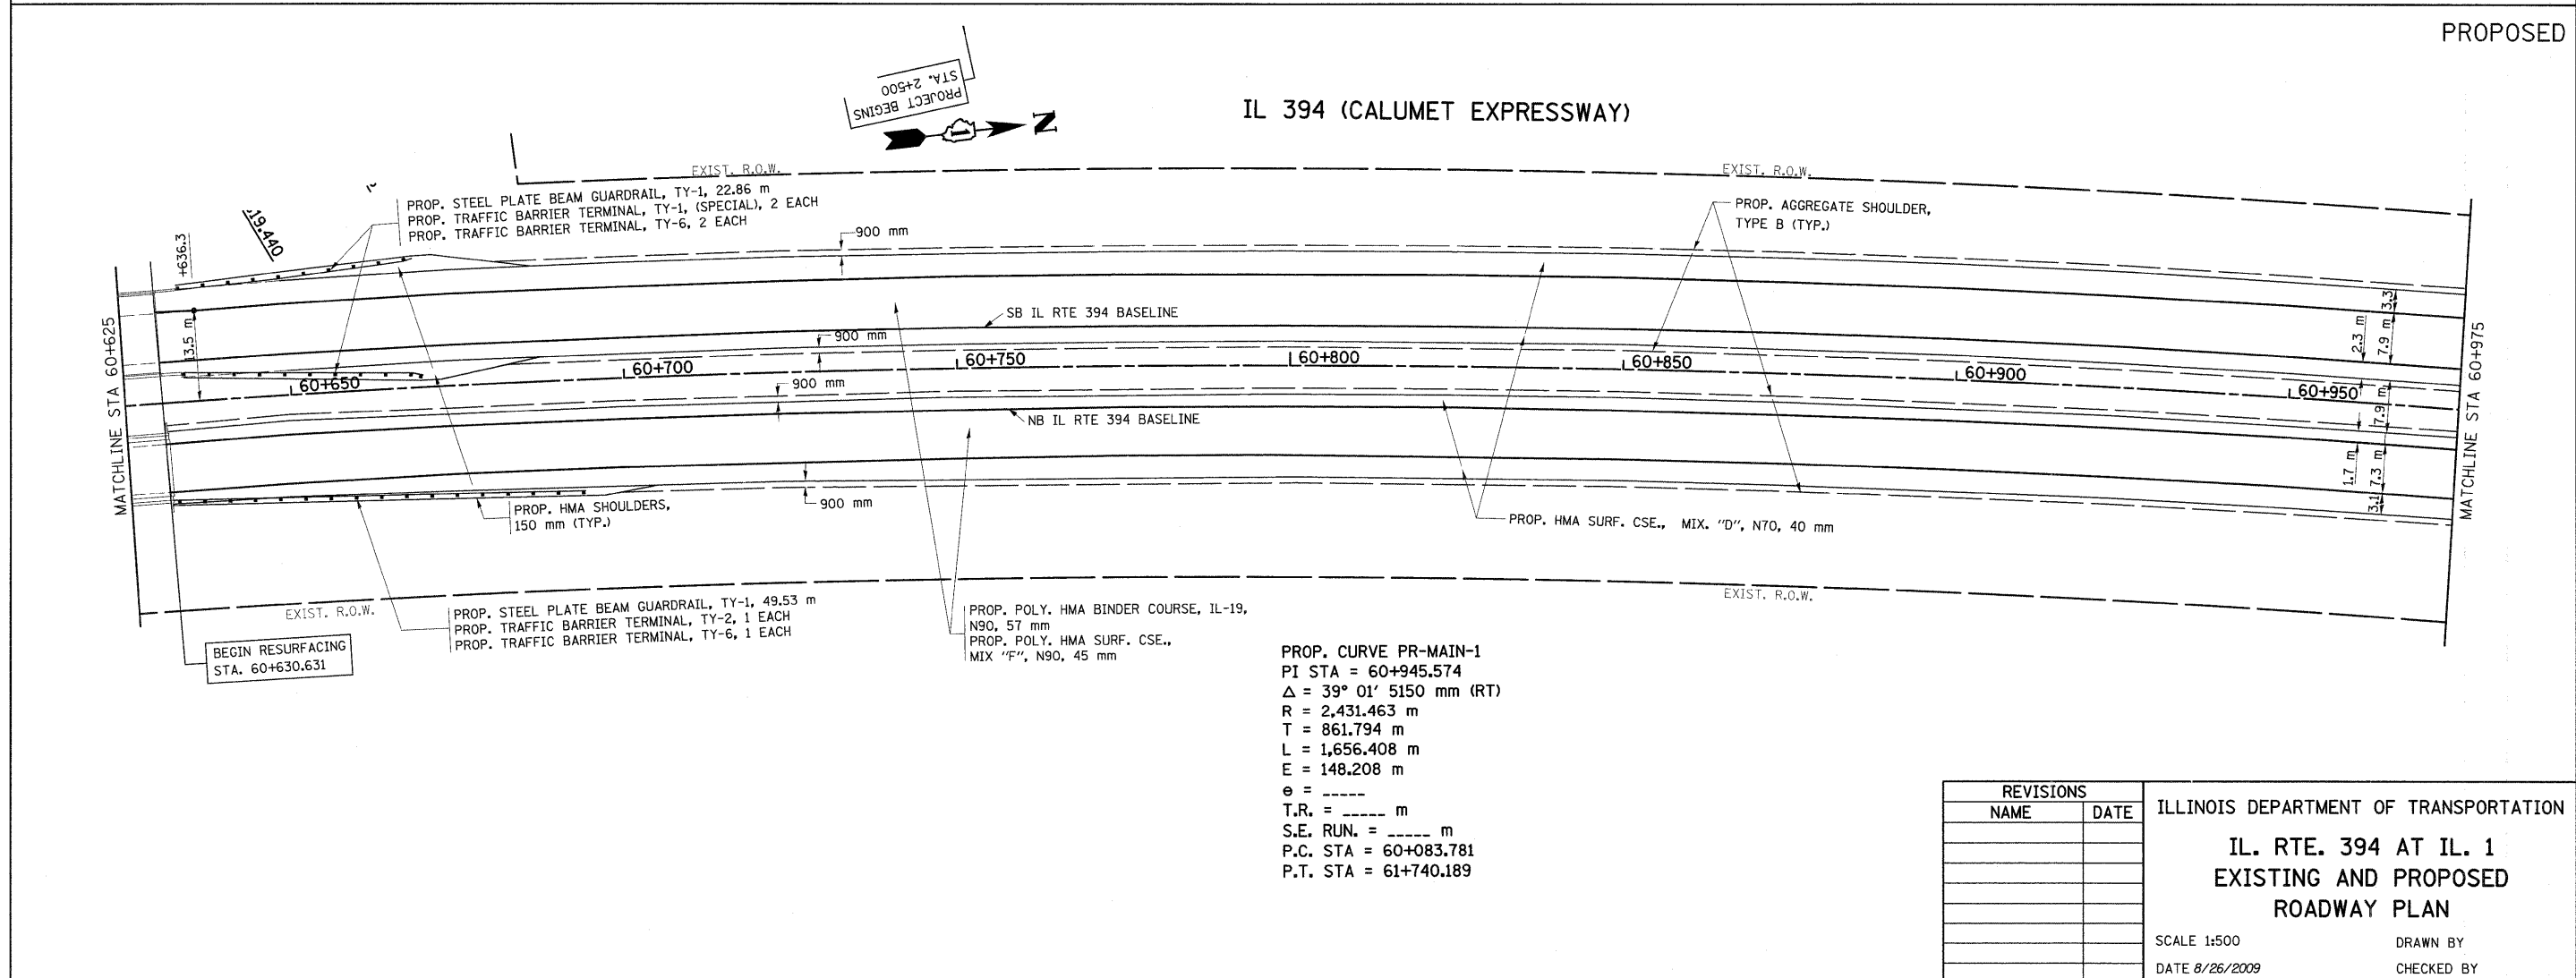 PROPOSED
PROJECT BEGINS
STA. 2+500
N
IL 394 (CALUMET EXPRESSWAY)
EXIST. R.O.W.
EXIST. R.O.W.
PROP. STEEL PLATE BEAM GUARDRAIL, TY-1, 22.86 m
PROP. TRAFFIC BARRIER TERMINAL, TY-1, (SPECIAL), 2 EACH
PROP. TRAFFIC BARRIER TERMINAL, TY-6, 2 EACH
PROP. AGGREGATE SHOULDER,
TYPE B (TYP.)
19.440
+636.3
900 mm
SB IL RTE 394 BASELINE
900 mm
13.5 m
MATCHLINE STA 60+625
60+650
60+700
60+750
60+800
60+850
60+900
60+950
900 mm
NB IL RTE 394 BASELINE
3.3
2.3 m
7.9 m
7.9 m
1.7 m
7.3 m
3.1
MATCHLINE STA 60+975
900 mm
PROP. HMA SHOULDERS,
150 mm (TYP.)
PROP. HMA SURF. CSE., MIX. "D", N70, 40 mm
EXIST. R.O.W.
EXIST. R.O.W.
PROP. STEEL PLATE BEAM GUARDRAIL, TY-1, 49.53 m
PROP. TRAFFIC BARRIER TERMINAL, TY-2, 1 EACH
PROP. TRAFFIC BARRIER TERMINAL, TY-6, 1 EACH
PROP. POLY. HMA BINDER COURSE, IL-19,
N90, 57 mm
PROP. POLY. HMA SURF. CSE.,
MIX "F", N90, 45 mm
BEGIN RESURFACING
STA. 60+630.631
PROP. CURVE PR-MAIN-1
PI STA = 60+945.574
Δ = 39° 01' 5150 mm (RT)
R = 2,431.463 m
T = 861.794 m
L = 1,656.408 m
E = 148.208 m
e = _____
T.R. = _____ m
S.E. RUN. = _____ m
P.C. STA = 60+083.781
P.T. STA = 61+740.189
REVISIONS
NAME DATE
ILLINOIS DEPARTMENT OF TRANSPORTATION
IL. RTE. 394 AT IL. 1
EXISTING AND PROPOSED
ROADWAY PLAN
SCALE 1:500
DRAWN BY
DATE 8/26/2009
CHECKED BY